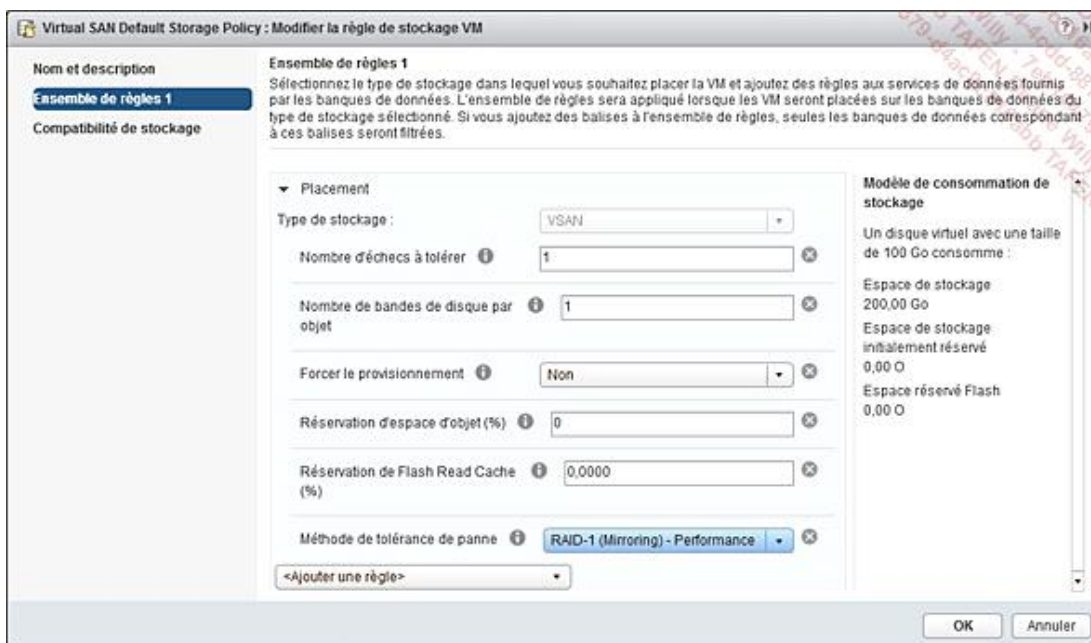 Virtual SAN Default Storage Policy : Modifier la règle de stockage VM
Nom et description
Ensemble de règles 1
Compatibilité de stockage
Ensemble de règles 1
Sélectionnez le type de stockage dans lequel vous souhaitez placer la VM et ajoutez des règles aux services de données fournis
par les banques de données. L'ensemble de règles sera appliqué lorsque les VM seront placées sur les banques de données du
type de stockage sélectionné. Si vous ajoutez des balises à l'ensemble de règles, seules les banques de données correspondant
à ces balises seront filtrées.
Placement
Type de stockage :
VSAN
Nombre d'échecs à tolérer
1
Nombre de bandes de disque par
objet
1
Forcer le provisionnement
Non
Réservation d'espace d'objet (%)
0
Réservation de Flash Read Cache
(%)
0,0000
Méthode de tolérance de panne
RAID-1 (Mirroring) - Performance
<Ajouter une règle>
Modèle de consommation de
stockage
Un disque virtuel avec une taille
de 100 Go consomme :
Espace de stockage
200,00 Go
Espace de stockage
initialement réservé
0,00 O
Espace réservé Flash
0,00 O
OK
Annuler